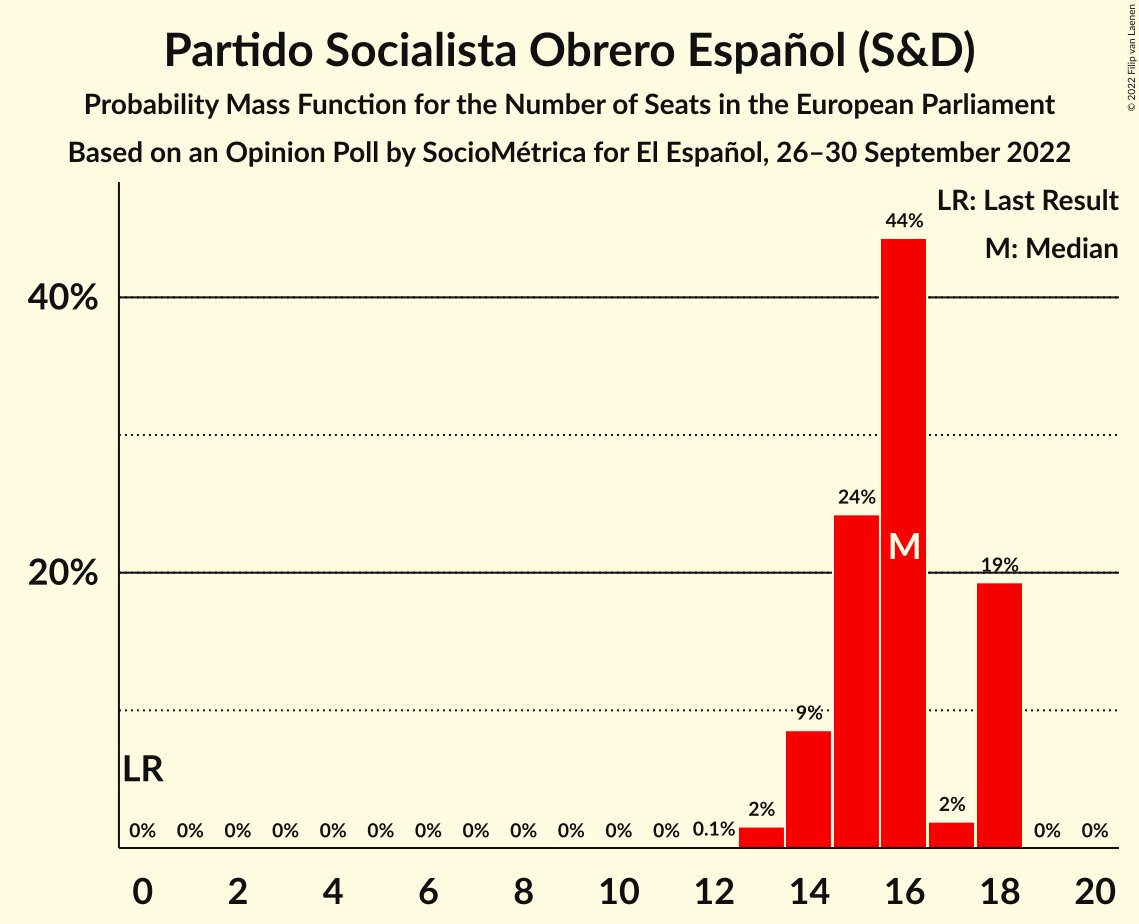 Partido Socialista Obrero Español (S&D)
Probability Mass Function for the Number of Seats in the European Parliament
Based on an Opinion Poll by SocioMétrica for El Español, 26–30 September 2022
© 2022 Filip van Laenen
LR: Last Result
M: Median
44%
40%
24%
M
20%
19%
9%
LR
0% 0% 0% 0% 0% 0% 0% 0% 0% 0% 0% 0% 0.1% 2% 2% 0% 0%
0 2 4 6 8 10 12 14 16 18 20